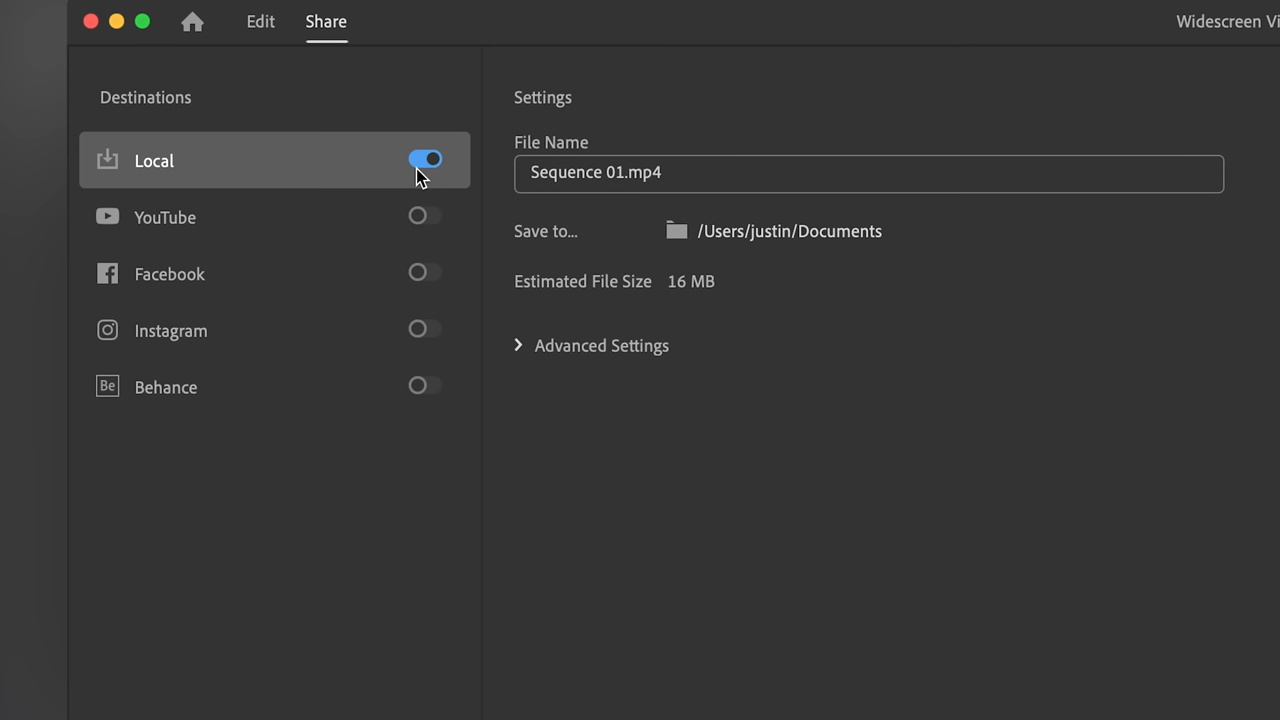 Edit
Share
Widescreen Vi
Destinations
Local
YouTube
Facebook
Instagram
Be
Behance
Settings
File Name
Sequence 01.mp4
Save to...
/Users/justin/Documents
Estimated File Size
16 MB
Advanced Settings